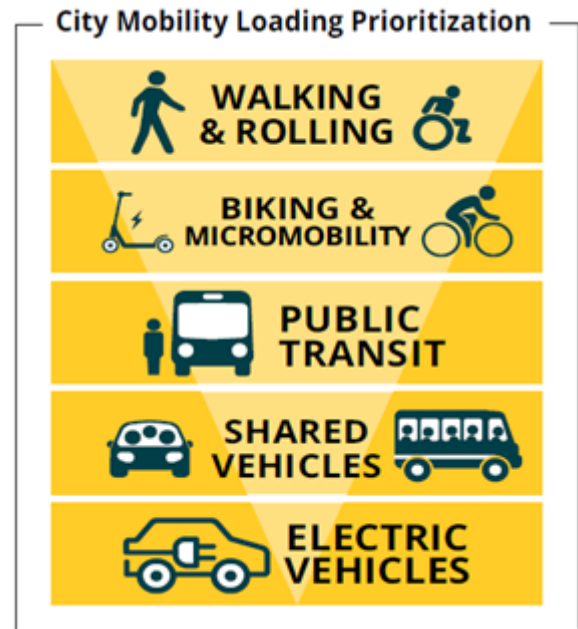 City Mobility Loading Prioritization
WALKING
& ROLLING
BIKING &
MICROMOBILITY
PUBLIC
TRANSIT
SHARED
VEHICLES
ELECTRIC
VEHICLES